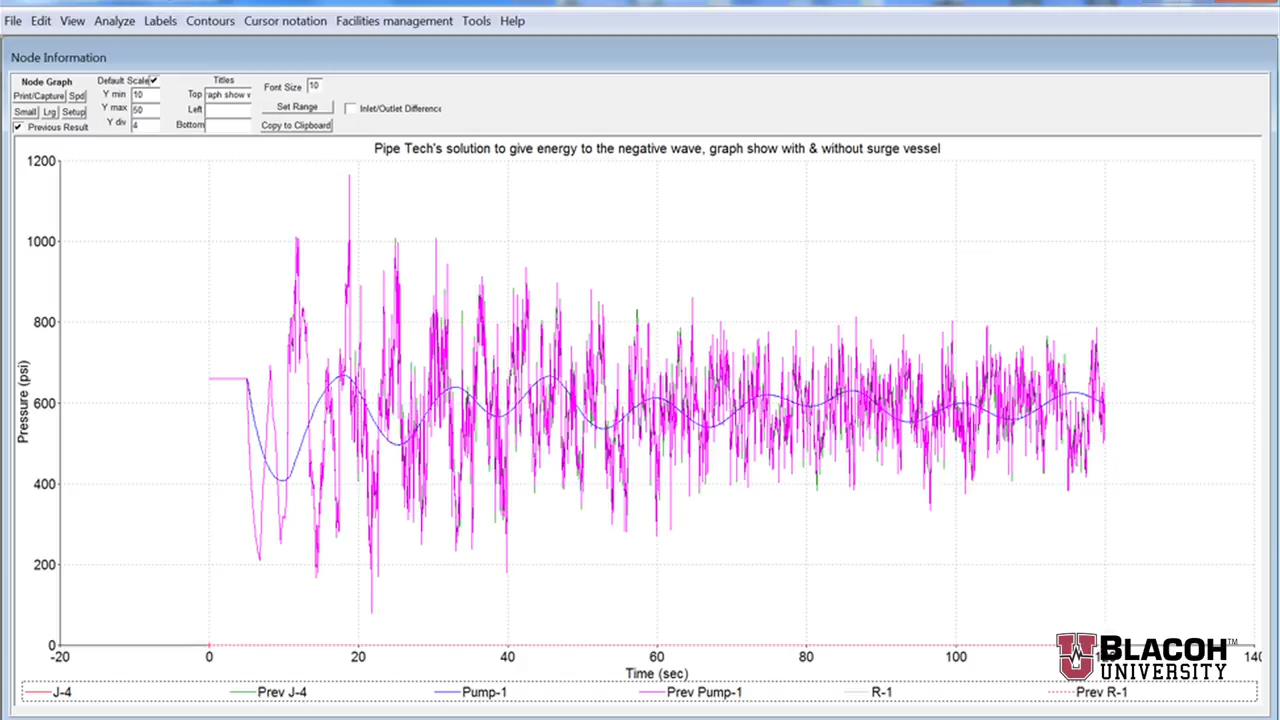 File Edit View Analyze Labels Contours Cursor notation Facilities management Tools Help
Node Information
Node Graph Default Scale Titles Font Size 10
Print/Capture Spd Y min 10 Top aph show w Set Range Inlet/Outlet Difference
Small Lrg Setup Y max 50 Left
Previous Result Y div 4 Bottom Copy to Clipboard
Pipe Tech's solution to give energy to the negative wave, graph show with & without surge vessel
1200
1000
800
600
400
200
0
Pressure (psi)
-20 0 20 40 60 80 100 140
Time (sec)
J-4 Prev J-4 Pump-1 Prev Pump-1 R-1 Prev R-1
U BLACOH™
UNIVERSITY